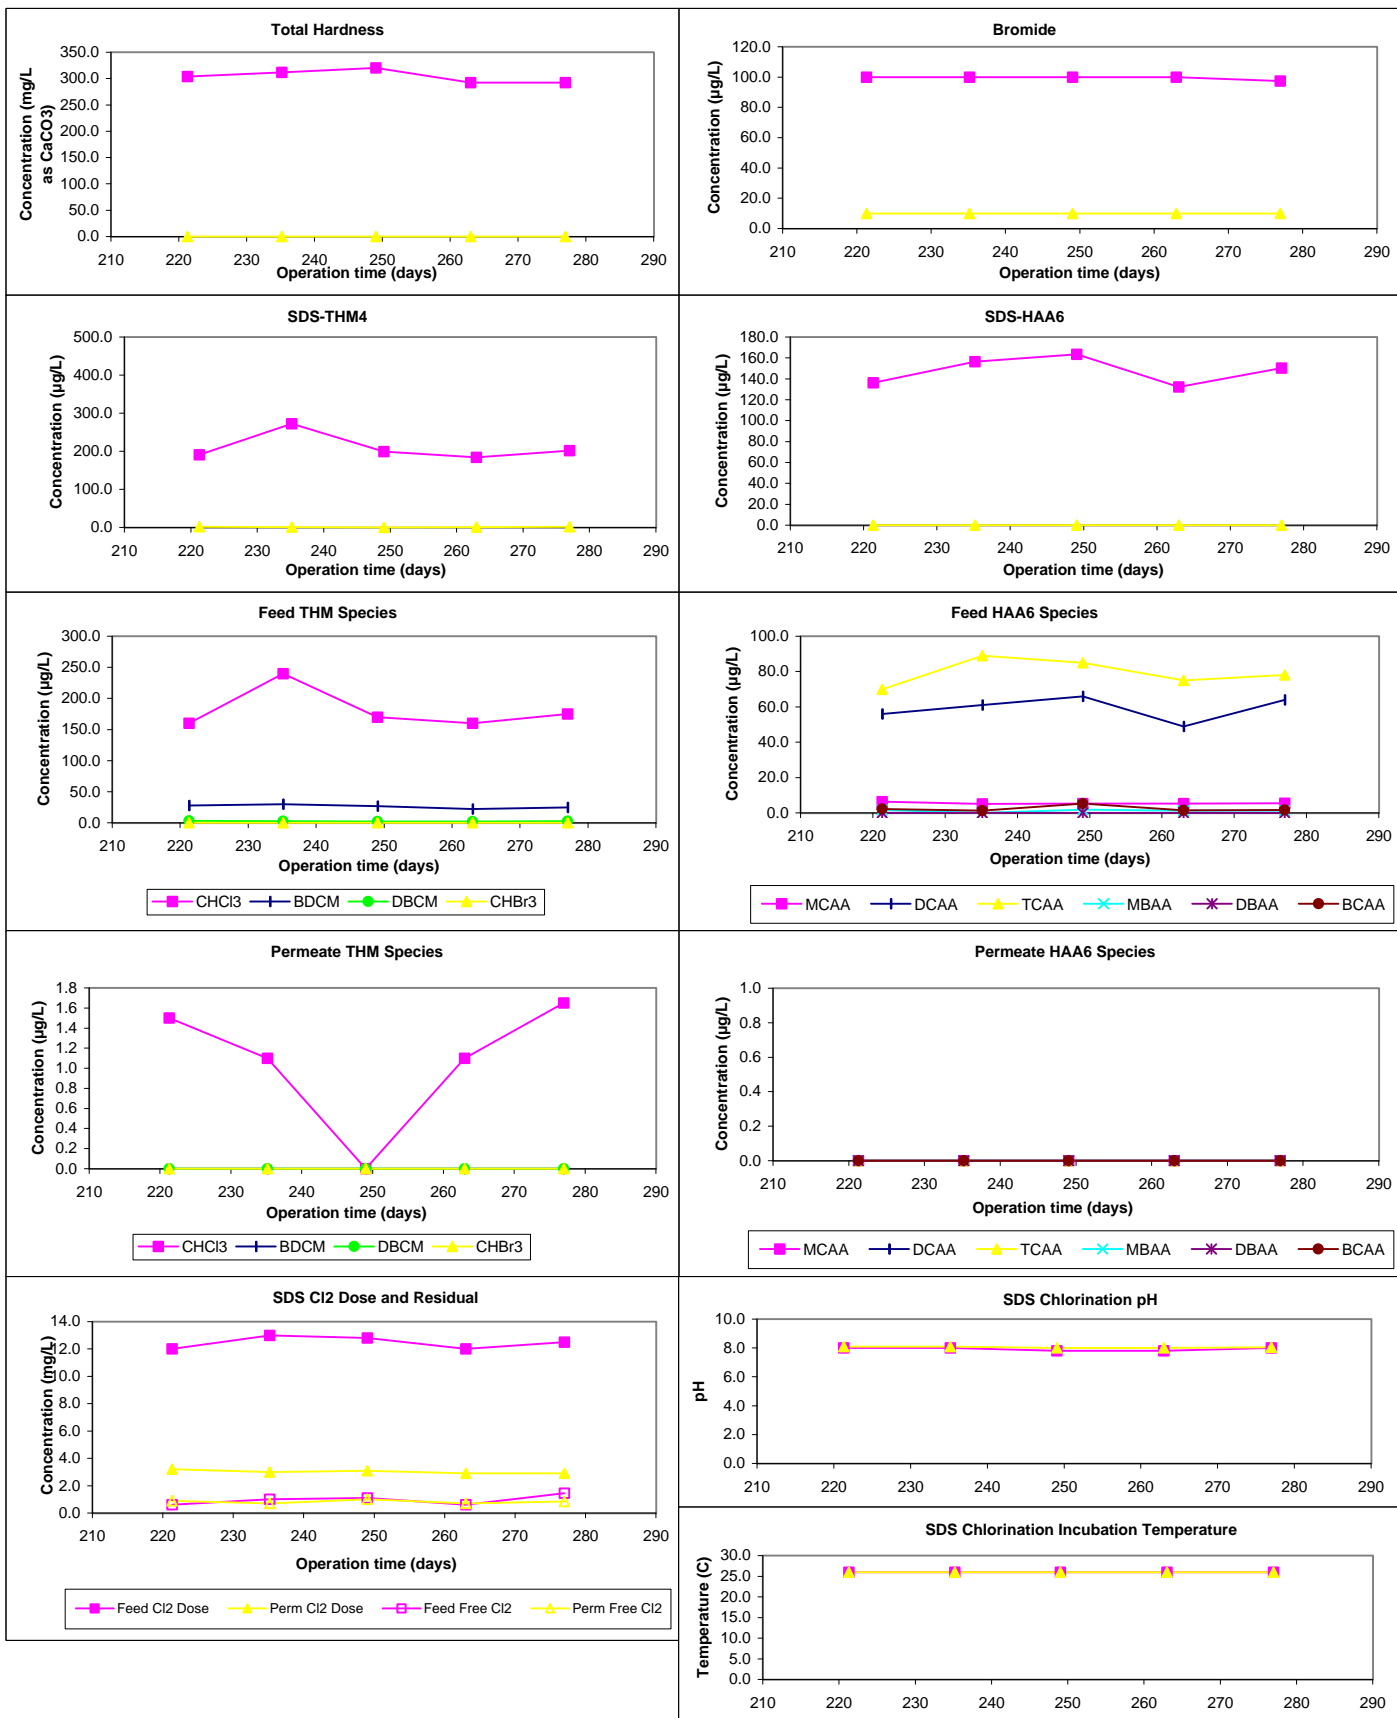 Total Hardness
Concentration (mg/L
as CaCO3)
350.0
300.0
250.0
200.0
150.0
100.0
50.0
0.0
210 220 230 240 250 260 270 280 290
Operation time (days)
Bromide
Concentration (µg/L)
120.0
100.0
80.0
60.0
40.0
20.0
0.0
210 220 230 240 250 260 270 280 290
Operation time (days)
SDS-THM4
Concentration (µg/L)
500.0
400.0
300.0
200.0
100.0
0.0
210 220 230 240 250 260 270 280 290
Operation time (days)
SDS-HAA6
Concentration (µg/L)
180.0
160.0
140.0
120.0
100.0
80.0
60.0
40.0
20.0
0.0
210 220 230 240 250 260 270 280 290
Operation time (days)
Feed THM Species
Concentration (µg/L)
300.0
250.0
200.0
150.0
100.0
50.0
0.0
210 220 230 240 250 260 270 280 290
Operation time (days)
CHCl3 BDCM DBCM CHBr3
Feed HAA6 Species
Concentration (µg/L)
100.0
80.0
60.0
40.0
20.0
0.0
210 220 230 240 250 260 270 280 290
Operation time (days)
MCAA DCAA TCAA MBAA DBAA BCAA
Permeate THM Species
Concentration (µg/L)
1.8
1.6
1.4
1.2
1.0
0.8
0.6
0.4
0.2
0.0
210 220 230 240 250 260 270 280 290
Operation time (days)
CHCl3 BDCM DBCM CHBr3
Permeate HAA6 Species
Concentration (µg/L)
1.0
0.8
0.6
0.4
0.2
0.0
210 220 230 240 250 260 270 280 290
Operation time (days)
MCAA DCAA TCAA MBAA DBAA BCAA
SDS Cl2 Dose and Residual
Concentration (mg/L)
14.0
12.0
10.0
8.0
6.0
4.0
2.0
0.0
210 220 230 240 250 260 270 280 290
Operation time (days)
Feed Cl2 Dose Perm Cl2 Dose Feed Free Cl2 Perm Free Cl2
SDS Chlorination pH
pH
10.0
8.0
6.0
4.0
2.0
0.0
210 220 230 240 250 260 270 280 290
SDS Chlorination Incubation Temperature
Temperature (C)
30.0
25.0
20.0
15.0
10.0
5.0
0.0
210 220 230 240 250 260 270 280 290